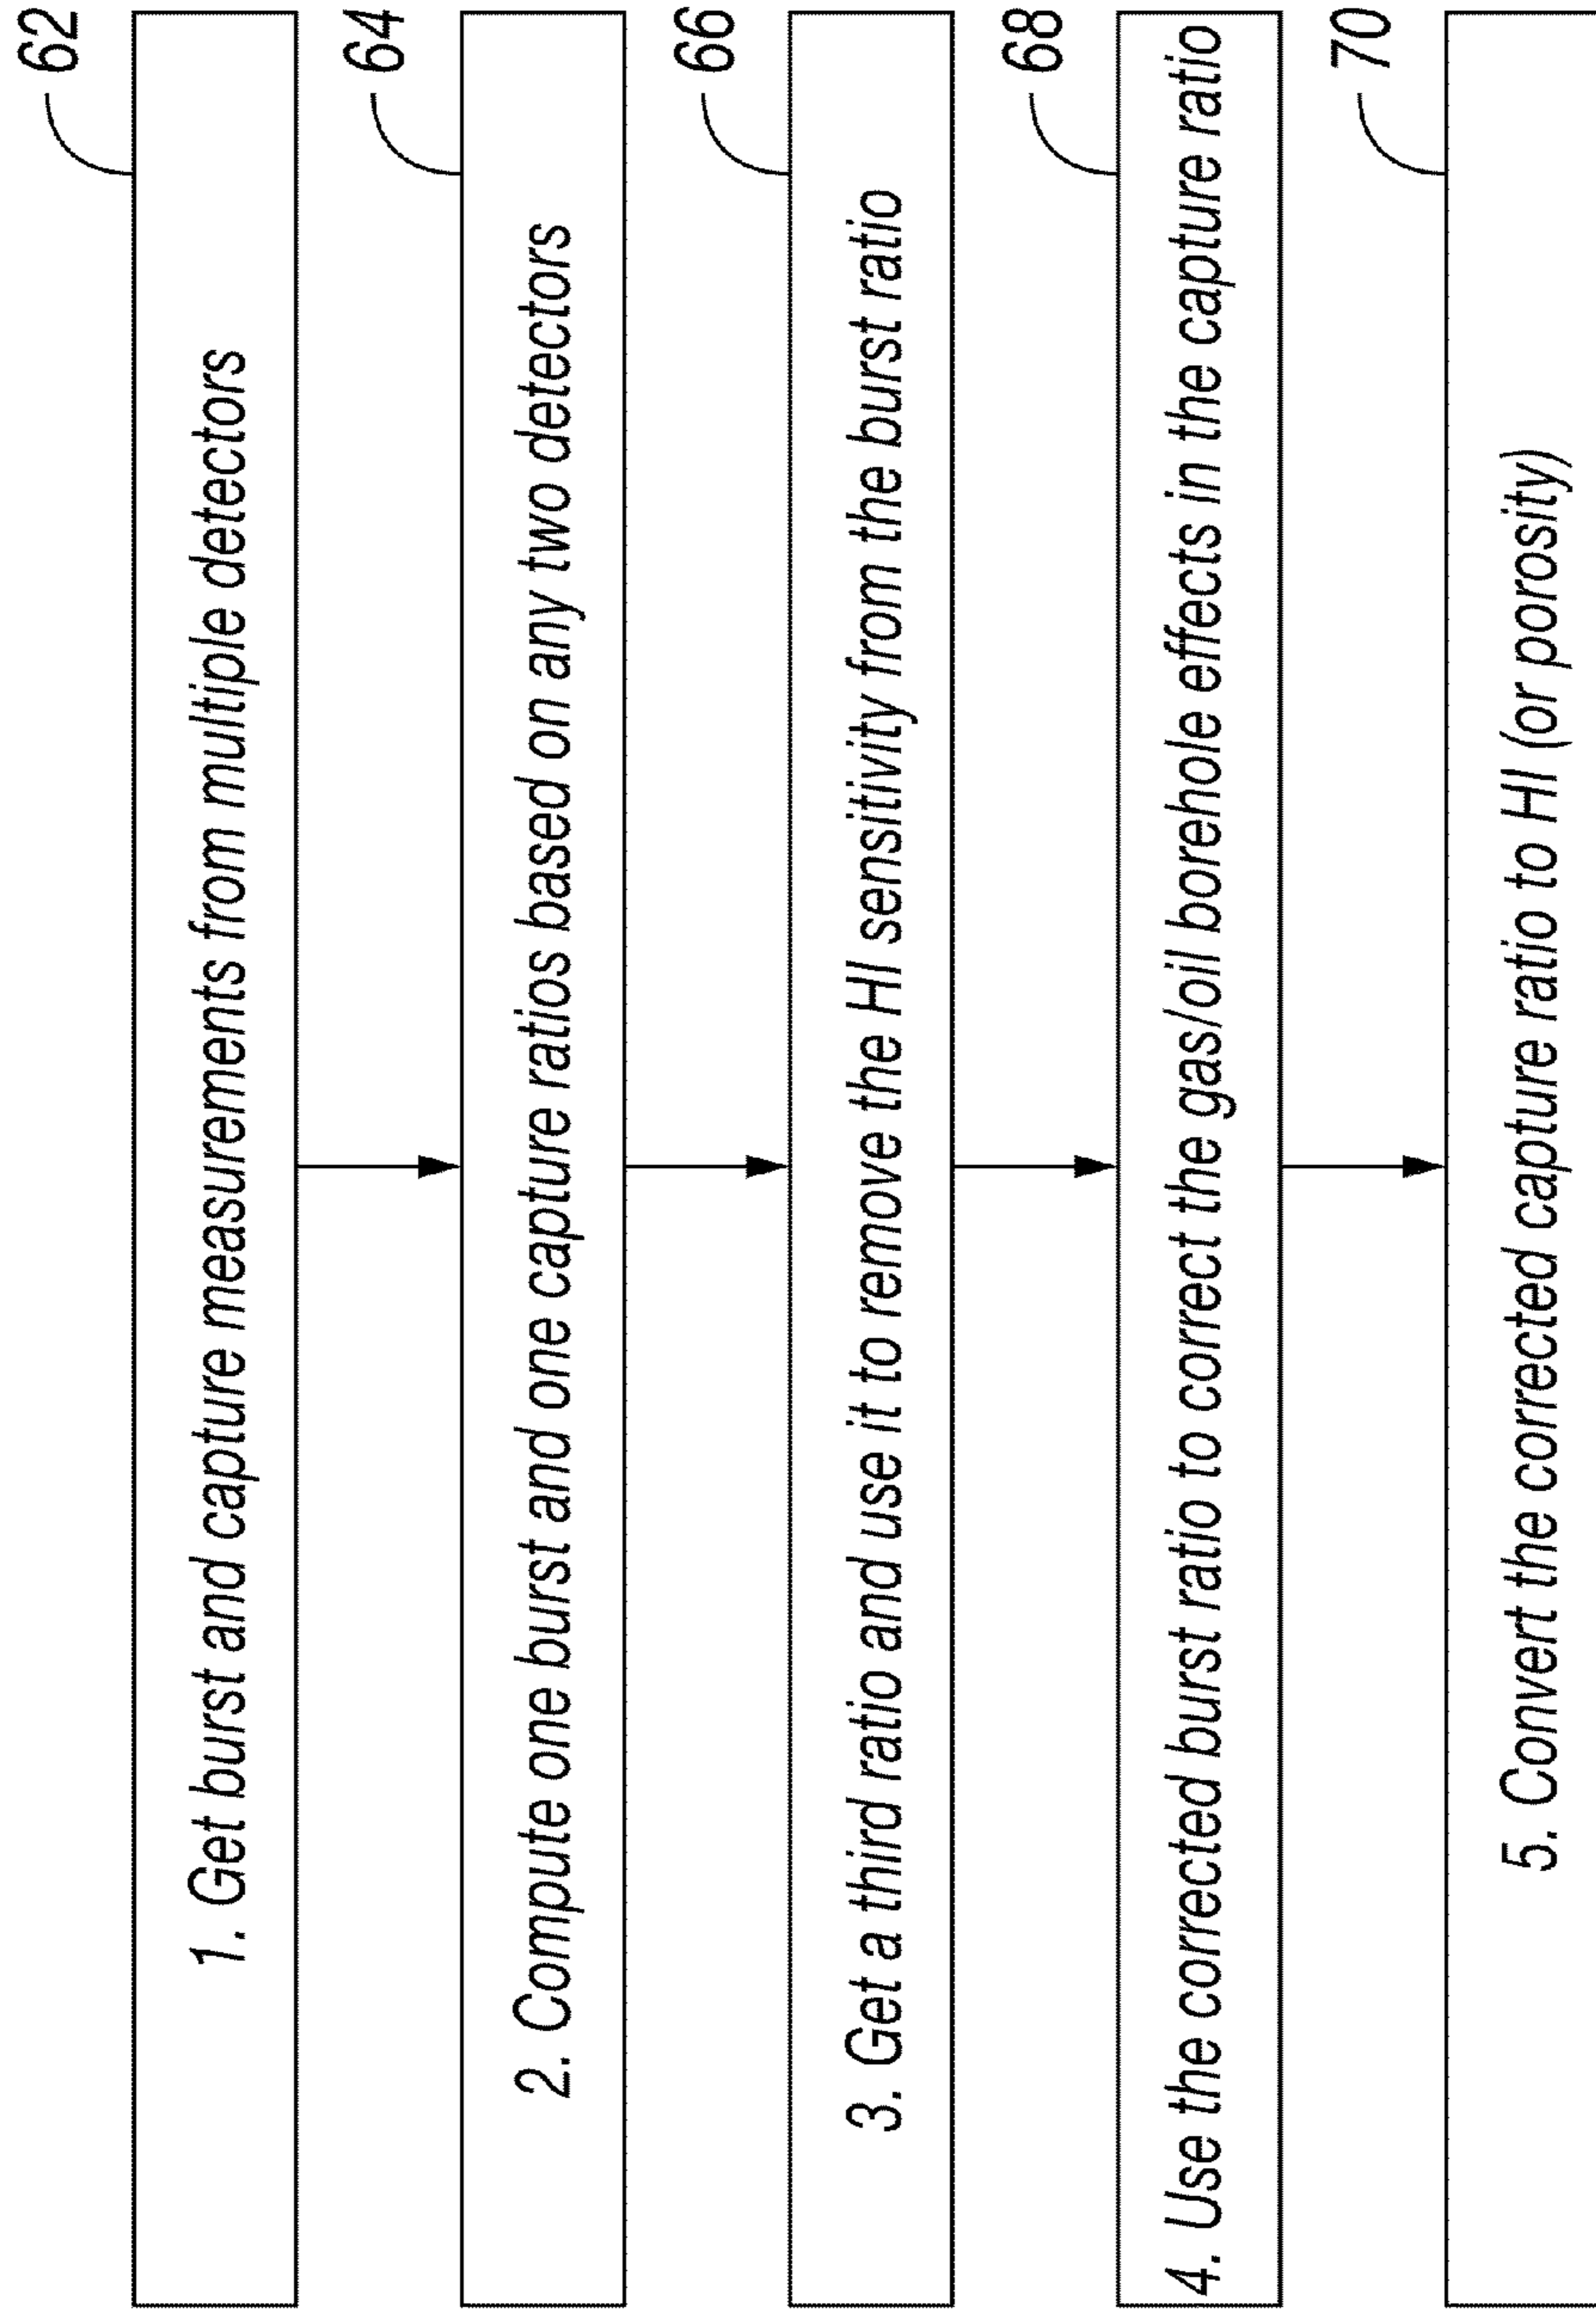 62
1. Get burst and capture measurements from multiple detectors
64
2. Compute one burst and one capture ratios based on any two detectors
66
3. Get a third ratio and use it to remove the HI sensitivity from the burst ratio
68
4. Use the corrected burst ratio to correct the gas/oil borehole effects in the capture ratio
70
5. Convert the corrected capture ratio to HI (or porosity)